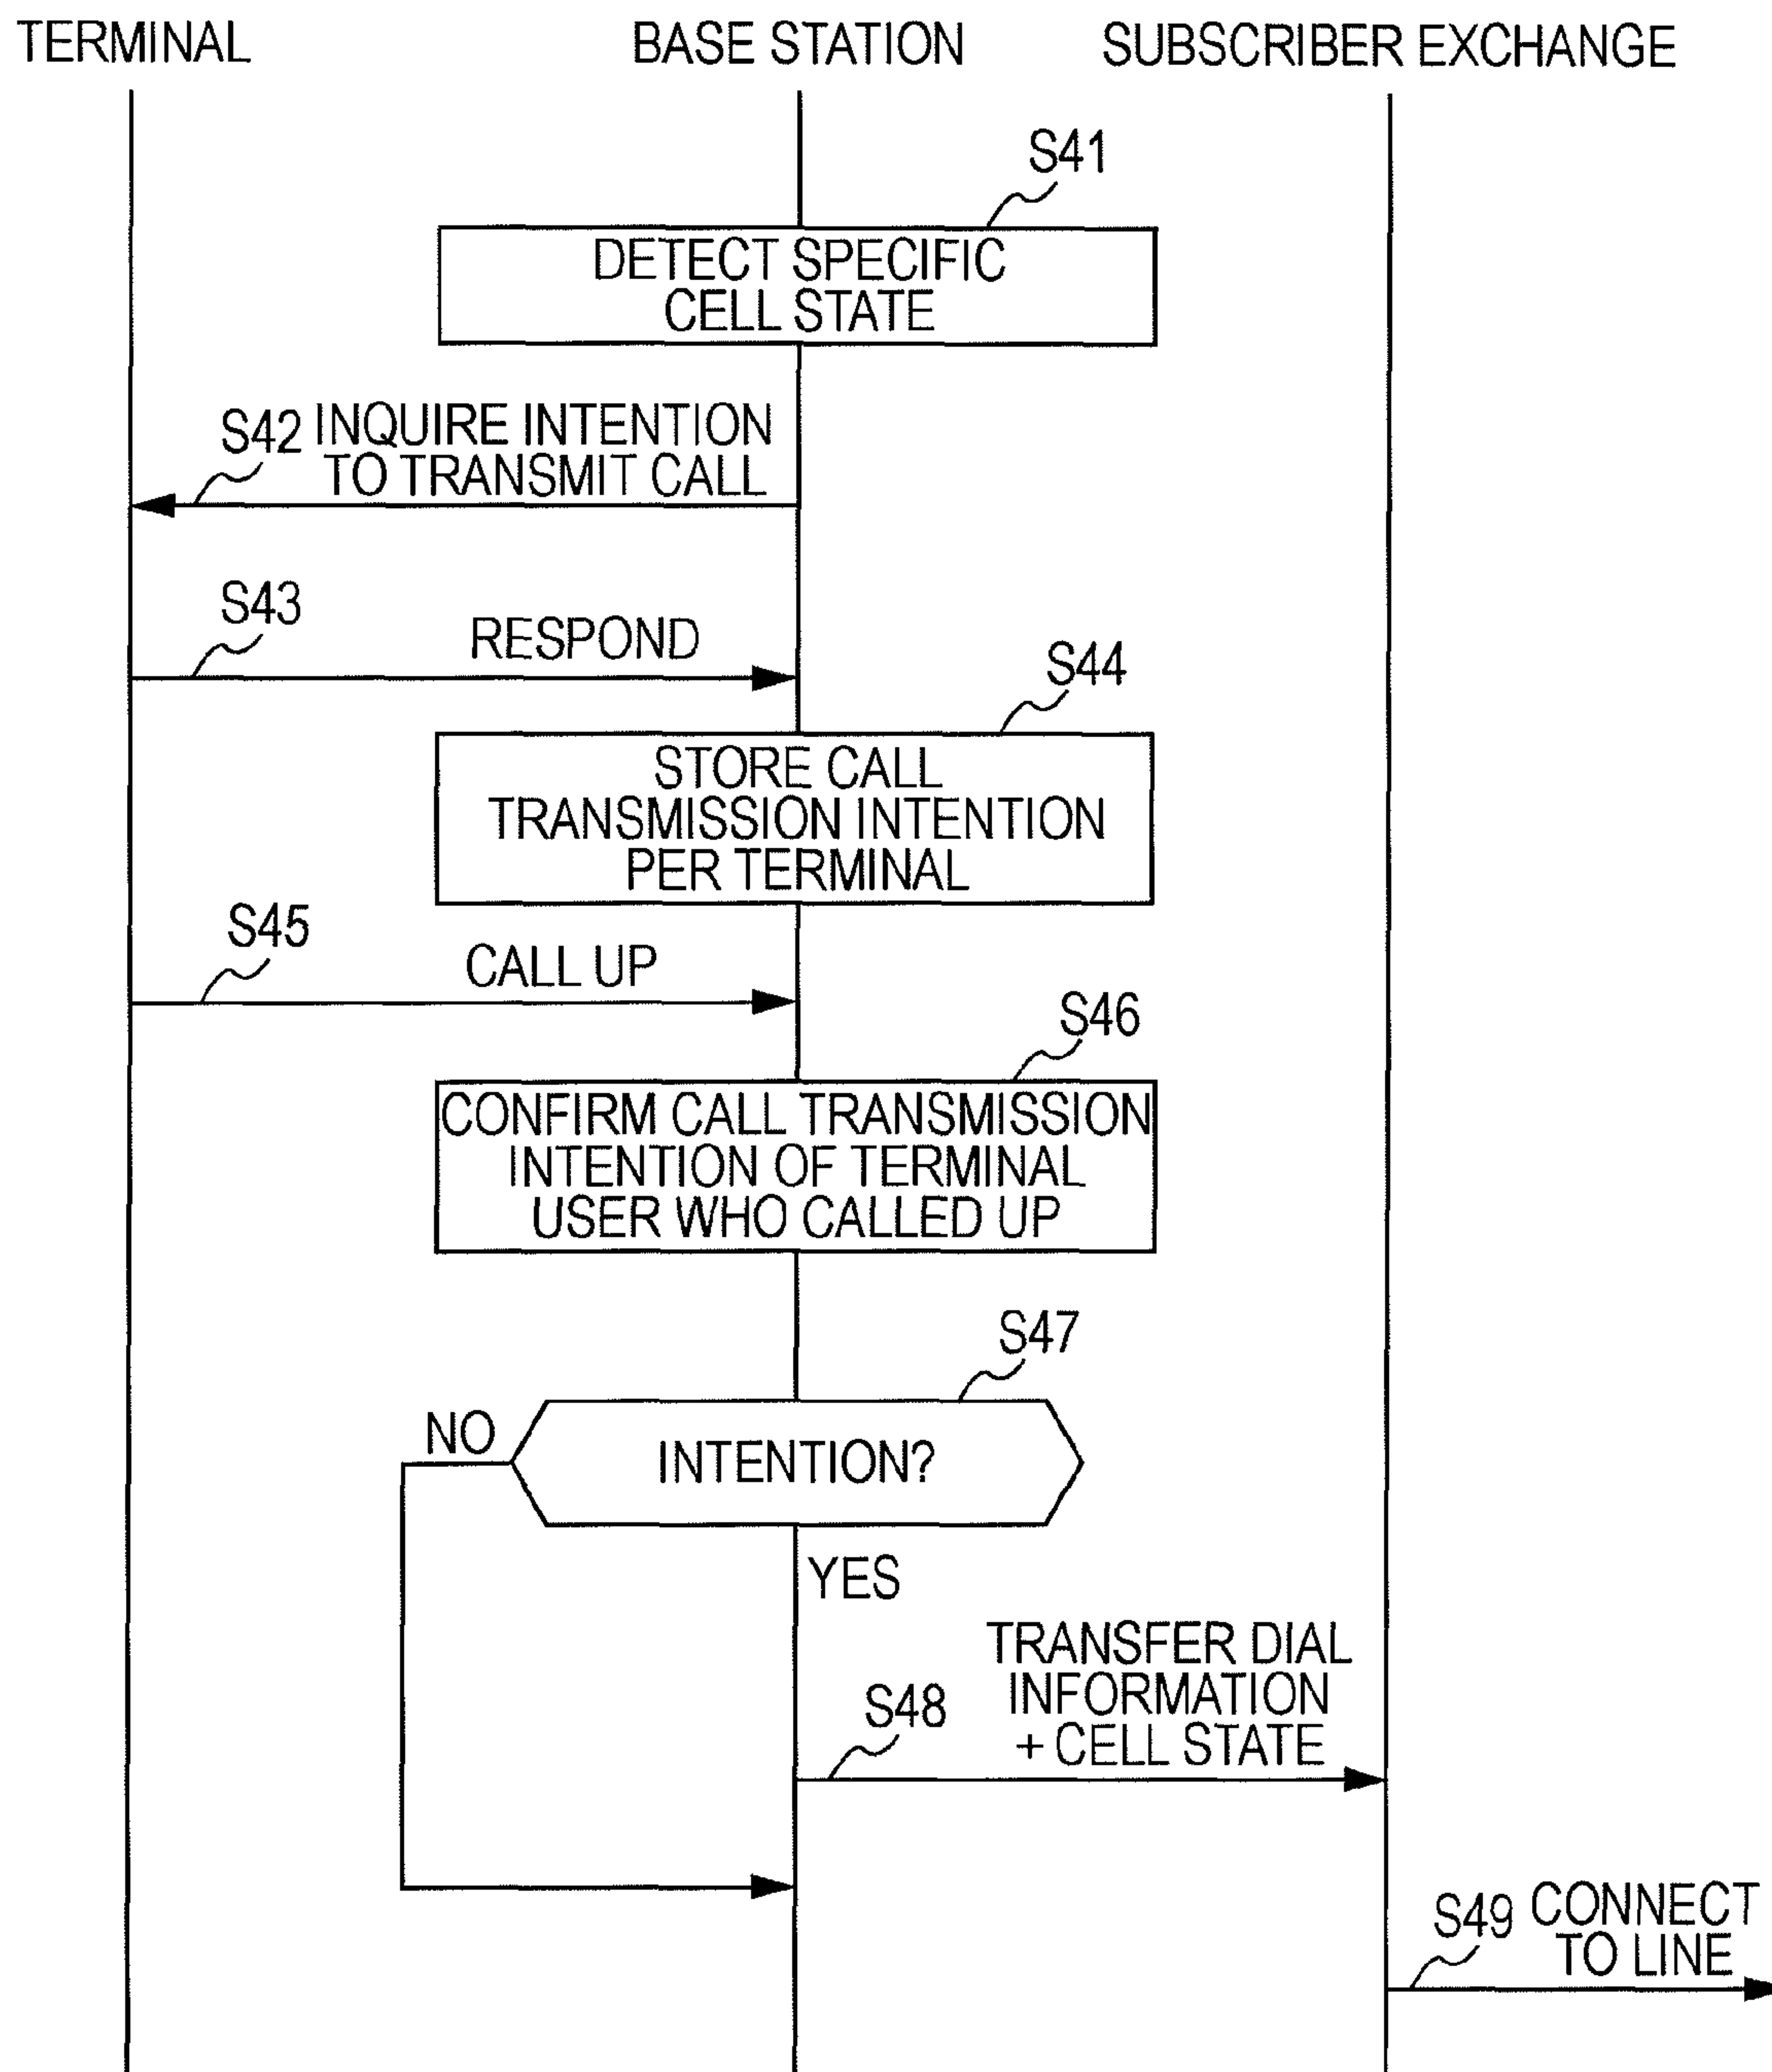 TERMINAL
BASE STATION
SUBSCRIBER EXCHANGE
S41
DETECT SPECIFIC
CELL STATE
S42
INQUIRE INTENTION
TO TRANSMIT CALL
S43
RESPOND
S44
STORE CALL
TRANSMISSION INTENTION
PER TERMINAL
S45
CALL UP
S46
CONFIRM CALL TRANSMISSION
INTENTION OF TERMINAL
USER WHO CALLED UP
S47
NO
INTENTION?
YES
TRANSFER DIAL
INFORMATION
+ CELL STATE
S48
S49
CONNECT
TO LINE